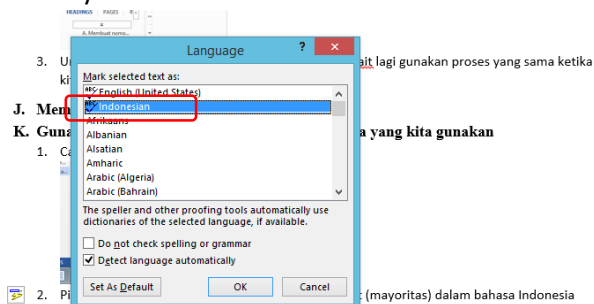 HEADINGS PAGES
A. Membuat nomo...
Language ? ×
3. U ait lagi gunakan proses yang sama ketika
ki
Mark selected text as:
English (United States)
Indonesian
Afrikaans
Albanian
Alsatian
Amharic
Arabic (Algeria)
Arabic (Bahrain)
J. Mem
K. Guna a yang kita gunakan
1. Ca
The speller and other proofing tools automatically use
dictionaries of the selected language, if available.
Do not check spelling or grammar
Detect language automatically
Set As Default OK Cancel
2. Pi (mayoritas) dalam bahasa Indonesia